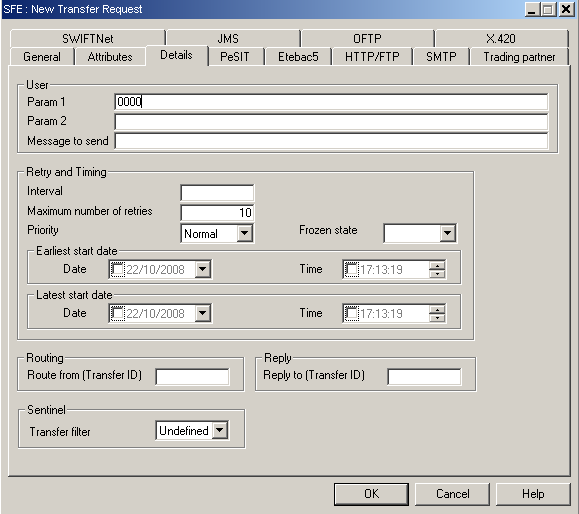 SFE : New Transfer Request
SWIFTNet JMS OFTP X.420
General Attributes Details PeSIT Etebac5 HTTP/FTP SMTP Trading partner
User
Param 1 0000
Param 2
Message to send
Retry and Timing
Interval
Maximum number of retries 10
Priority Normal Frozen state
Earliest start date
Date 22/10/2008 Time 17:13:19
Latest start date
Date 22/10/2008 Time 17:13:19
Routing Reply
Route from (Transfer ID) Reply to (Transfer ID)
Sentinel
Transfer filter Undefined
OK Cancel Help